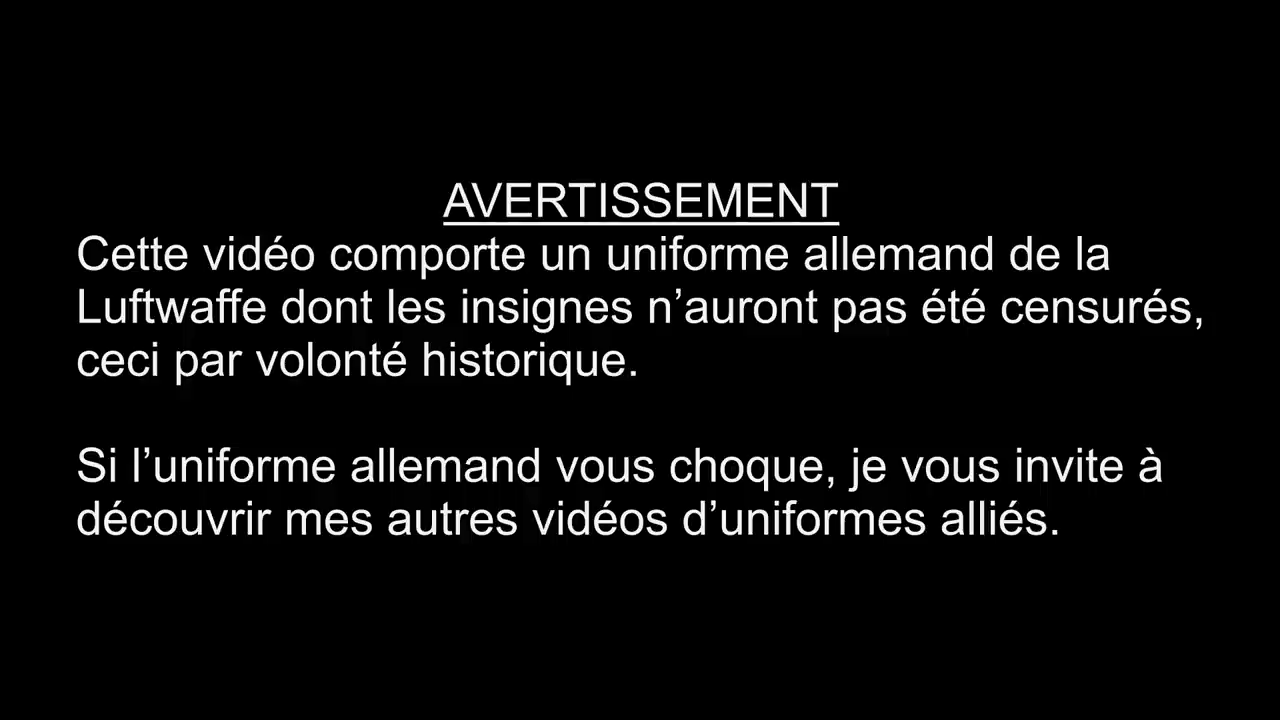 AVERTISSEMENT
Cette vidéo comporte un uniforme allemand de la
Luftwaffe dont les insignes n’auront pas été censurés,
ceci par volonté historique.
Si l’uniforme allemand vous choque, je vous invite à
découvrir mes autres vidéos d’uniformes alliés.